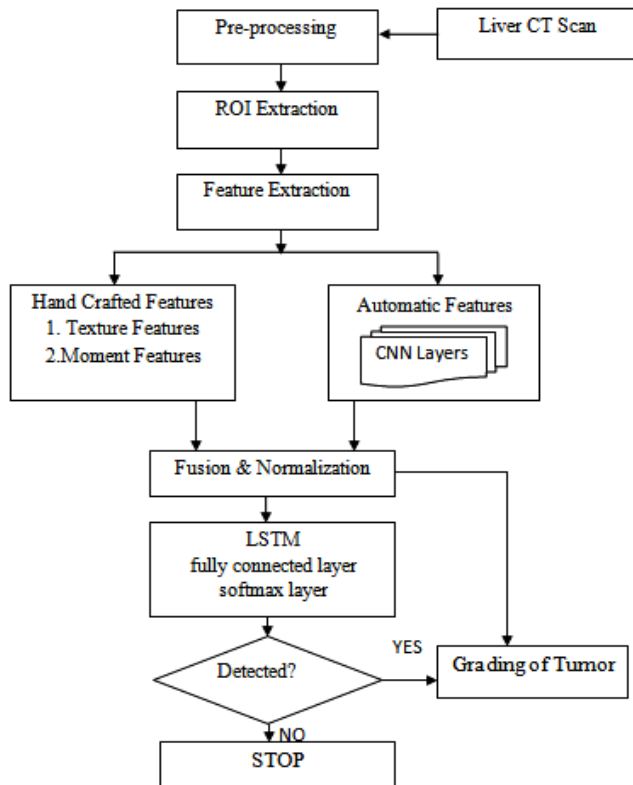 Pre-processing
Liver CT Scan
ROI Extraction
Feature Extraction
Hand Crafted Features
1. Texture Features
2.Moment Features
Automatic Features
CNN Layers
Fusion & Normalization
LSTM
fully connected layer
softmax layer
Detected?
YES
Grading of Tumor
NO
STOP